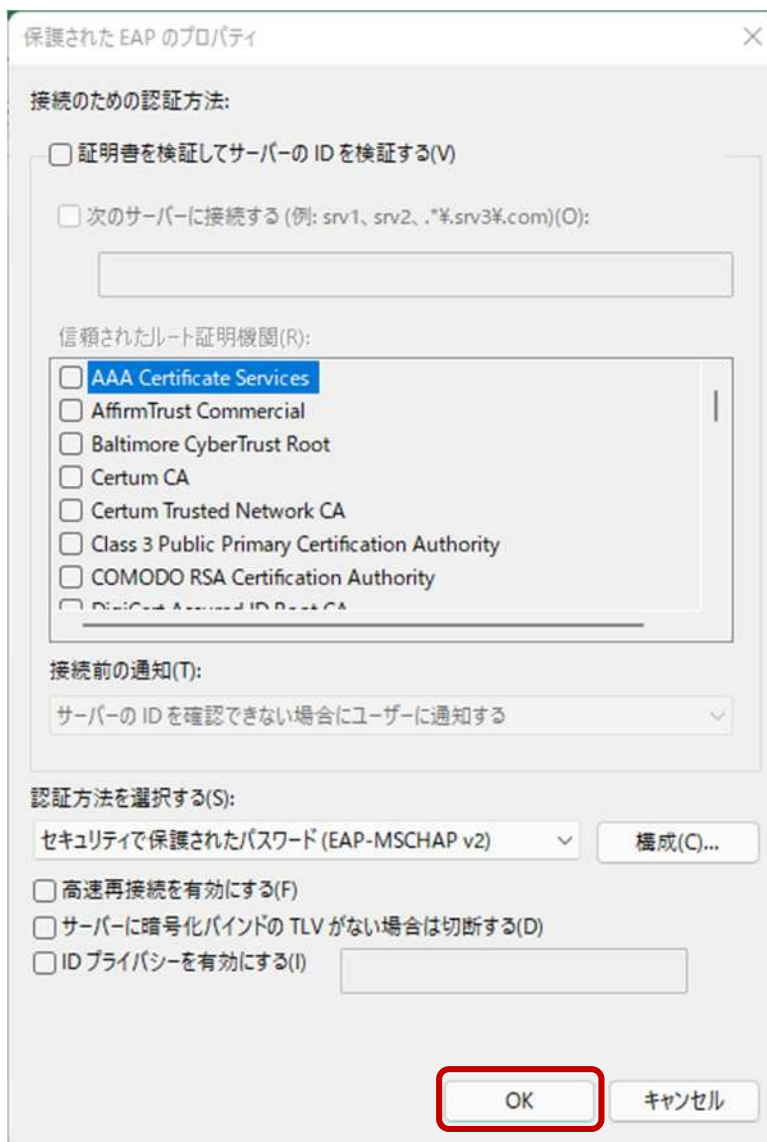 保護された EAP のプロパティ
接続のための認証方法:
証明書を検証してサーバーの ID を検証する(V)
次のサーバーに接続する (例: srv1、srv2、.*¥.srv3¥.com)(O):
信頼されたルート証明機関(R):
AAA Certificate Services
AffirmTrust Commercial
Baltimore CyberTrust Root
Certum CA
Certum Trusted Network CA
Class 3 Public Primary Certification Authority
COMODO RSA Certification Authority
DigiCert Assured ID Root CA
接続前の通知(T):
サーバーの ID を確認できない場合にユーザーに通知する
認証方法を選択する(S):
セキュリティで保護されたパスワード (EAP-MSCHAP v2)
構成(C)...
高速再接続を有効にする(F)
サーバーに暗号化バインドの TLV がない場合は切断する(D)
ID プライバシーを有効にする(I)
OK
キャンセル